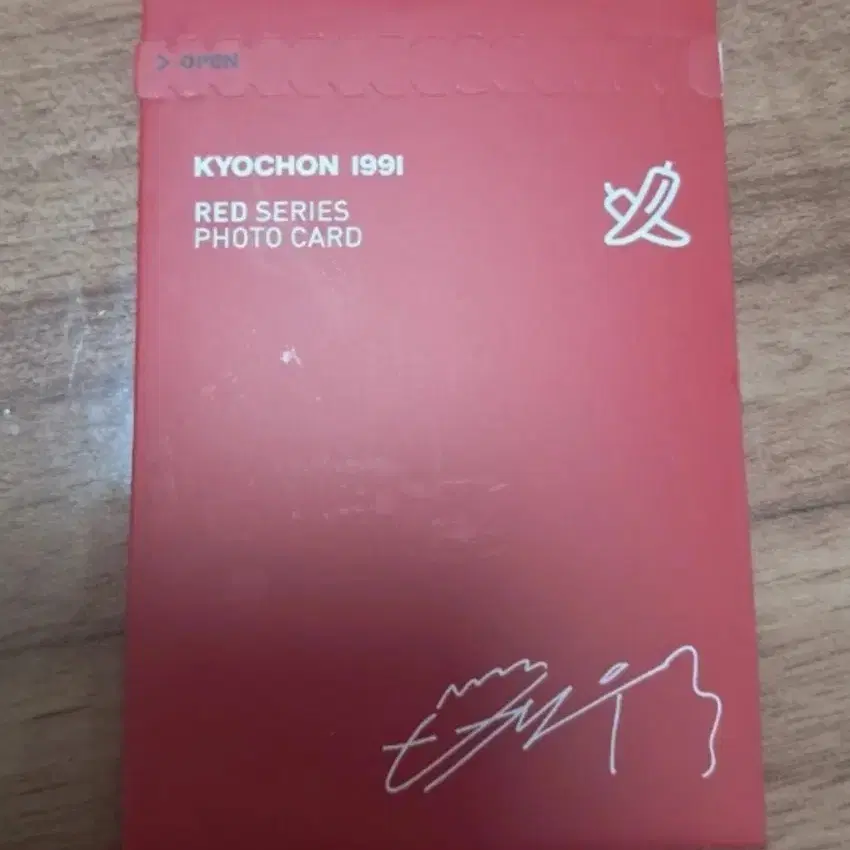 > OPEN
KYOCHON 1991
RED SERIES
PHOTO CARD